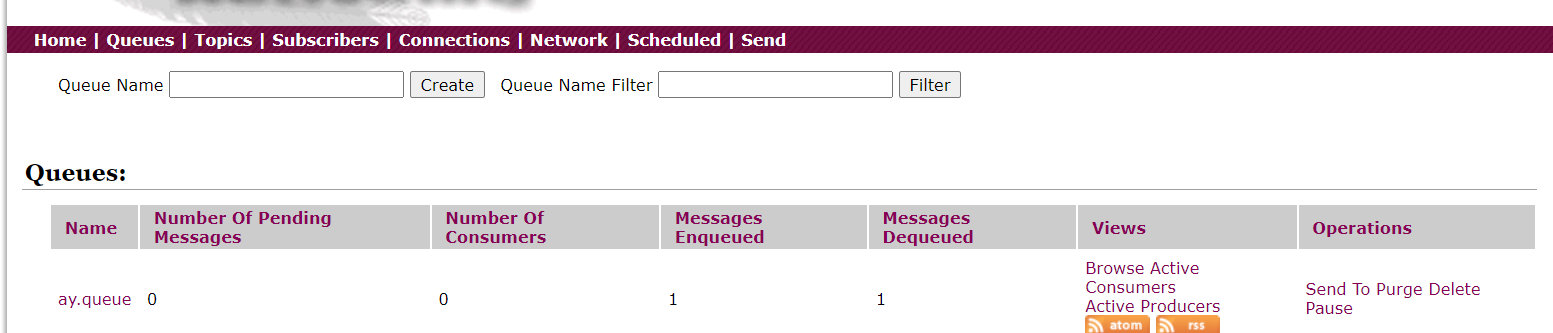 Home | Queues | Topics | Subscribers | Connections | Network | Scheduled | Send
Queue Name Create Queue Name Filter Filter
Queues:
Name Number Of Pending Messages Number Of Consumers Messages Enqueued Messages Dequeued Views Operations
ay.queue 0 0 1 1 Browse Active Consumers Active Producers atom rss Send To Purge Delete Pause